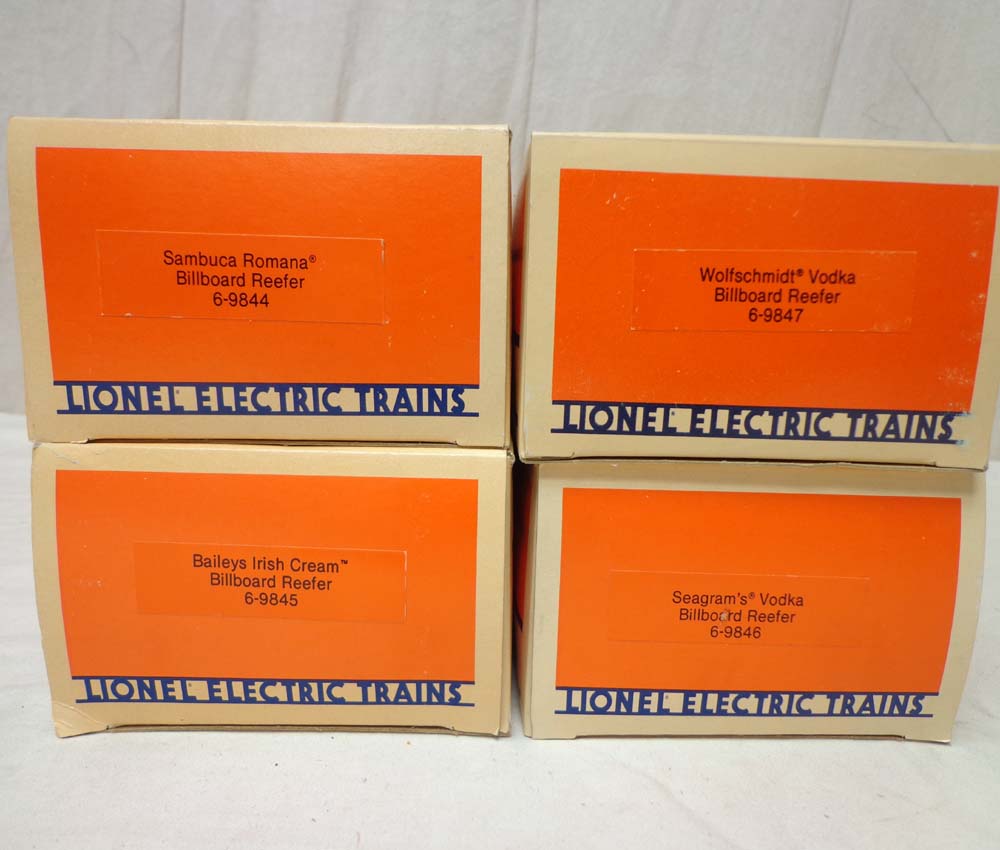 Sambuca Romana®
Billboard Reefer
6-9844
LIONEL® ELECTRIC TRAINS
Wolfschmidt® Vodka
Billboard Reefer
6-9847
LIONEL® ELECTRIC TRAINS
Baileys Irish Cream™
Billboard Reefer
6-9845
LIONEL® ELECTRIC TRAINS
Seagram's® Vodka
Billboard Reefer
6-9846
LIONEL® ELECTRIC TRAINS